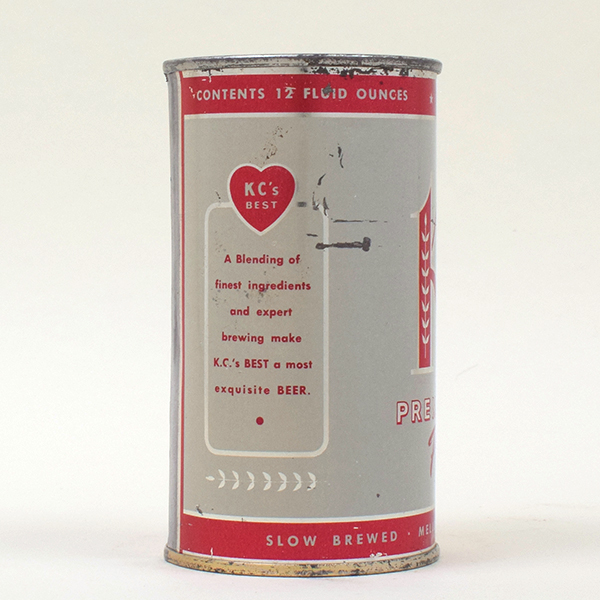 CONTENTS 12 FLUID OUNCES
KC's
BEST
A Blending of
finest ingredients
and expert
brewing make
K.C.'s BEST a most
exquisite BEER.
SLOW BREWED •